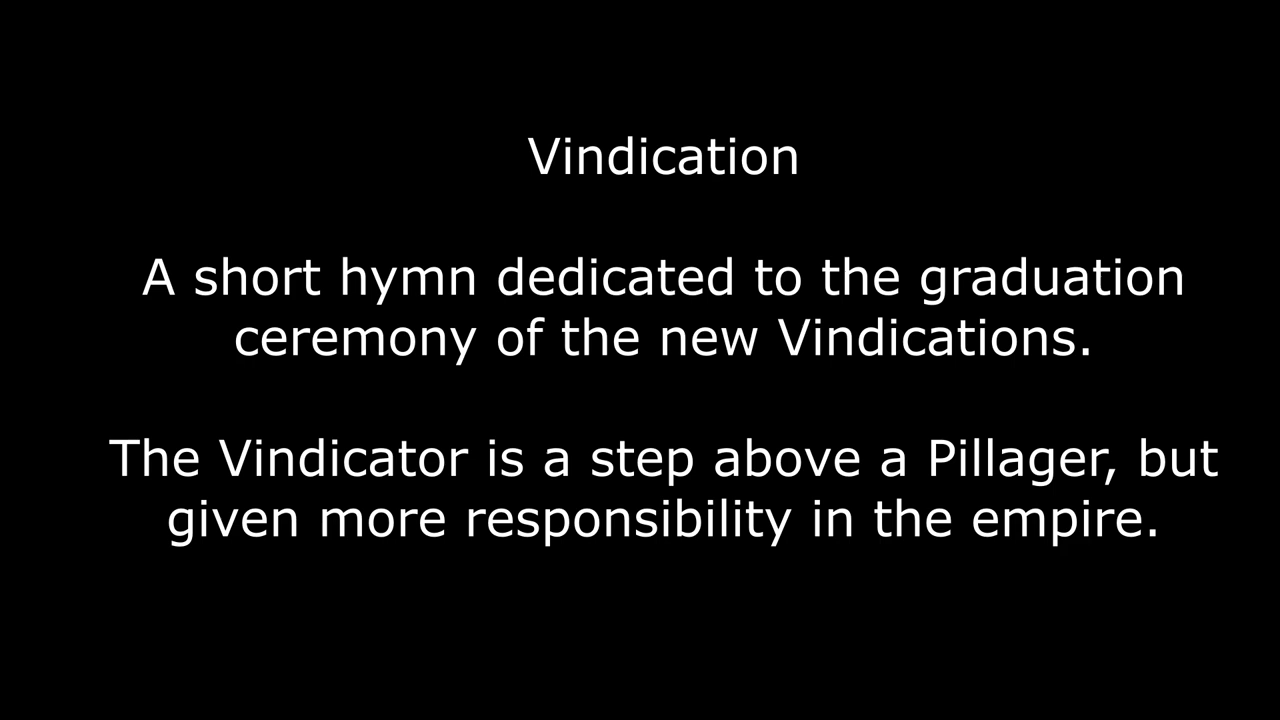 Vindication
A short hymn dedicated to the graduation
ceremony of the new Vindications.
The Vindicator is a step above a Pillager, but
given more responsibility in the empire.